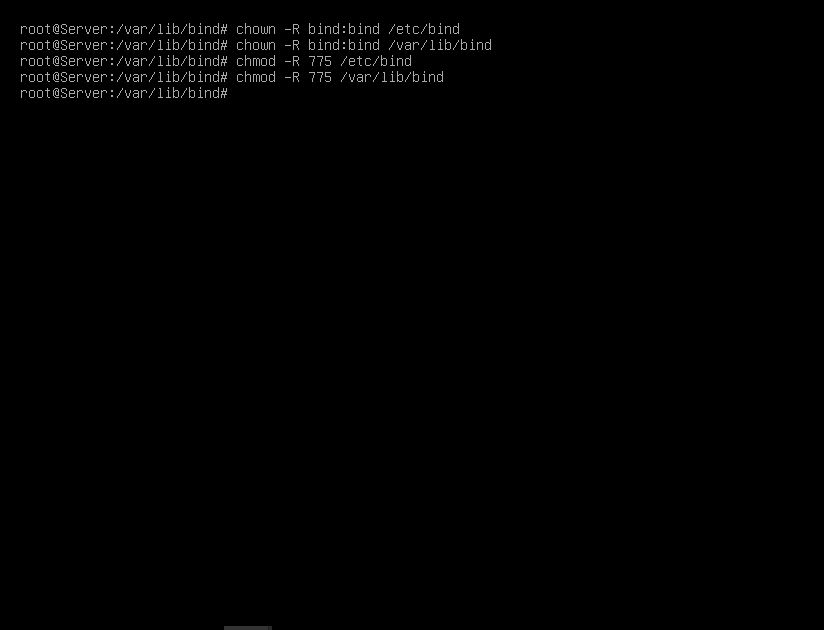 root@Server:/var/lib/bind# chown -R bind:bind /etc/bind
root@Server:/var/lib/bind# chown -R bind:bind /var/lib/bind
root@Server:/var/lib/bind# chmod -R 775 /etc/bind
root@Server:/var/lib/bind# chmod -R 775 /var/lib/bind
root@Server:/var/lib/bind#